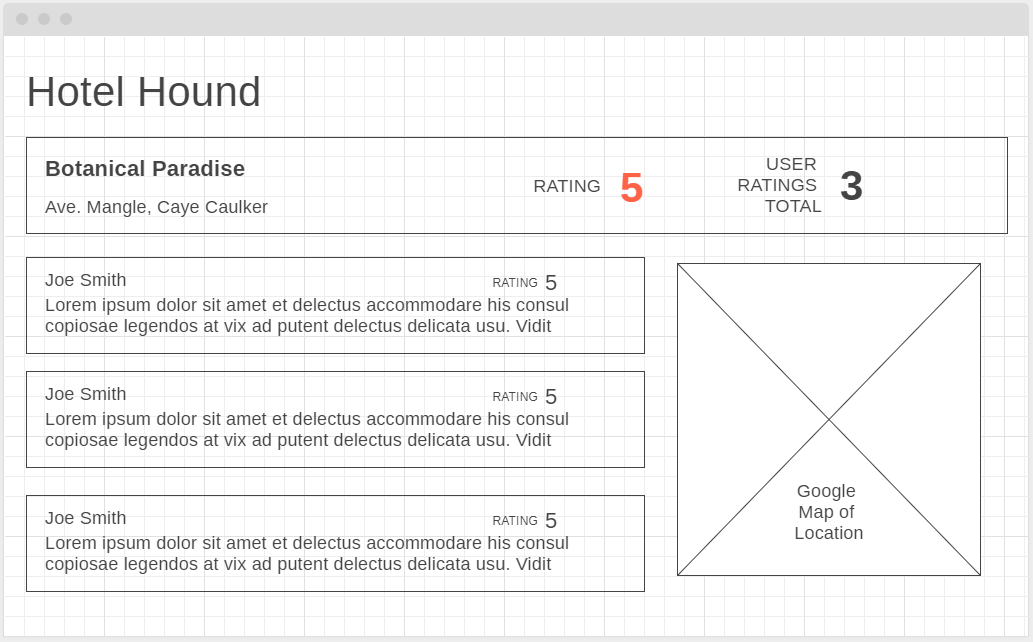 Hotel Hound
Botanical Paradise
Ave. Mangle, Caye Caulker
RATING 5
USER
RATINGS
TOTAL
3
Joe Smith
RATING 5
Lorem ipsum dolor sit amet et delectus accommodare his consul
copiosae legendos at vix ad putent delectus delicata usu. Vidit
Joe Smith
RATING 5
Lorem ipsum dolor sit amet et delectus accommodare his consul
copiosae legendos at vix ad putent delectus delicata usu. Vidit
Joe Smith
RATING 5
Lorem ipsum dolor sit amet et delectus accommodare his consul
copiosae legendos at vix ad putent delectus delicata usu. Vidit
Google
Map of
Location